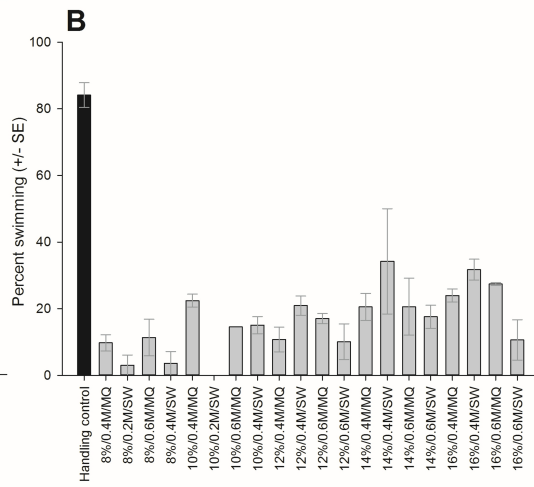 B
Percent swimming (+/- SE)
100
80
60
40
20
0
Handling control
8%/0.4M/MQ
8%/0.2M/SW
8%/0.6M/MQ
8%/0.4M/SW
10%/0.4M/MQ
10%/0.2M/SW
10%/0.6M/MQ
10%/0.4M/SW
12%/0.4M/MQ
12%/0.4M/SW
12%/0.6M/MQ
12%/0.6M/SW
14%/0.4M/MQ
14%/0.4M/SW
14%/0.6M/MQ
14%/0.6M/SW
16%/0.4M/MQ
16%/0.4M/SW
16%/0.6M/MQ
16%/0.6M/SW